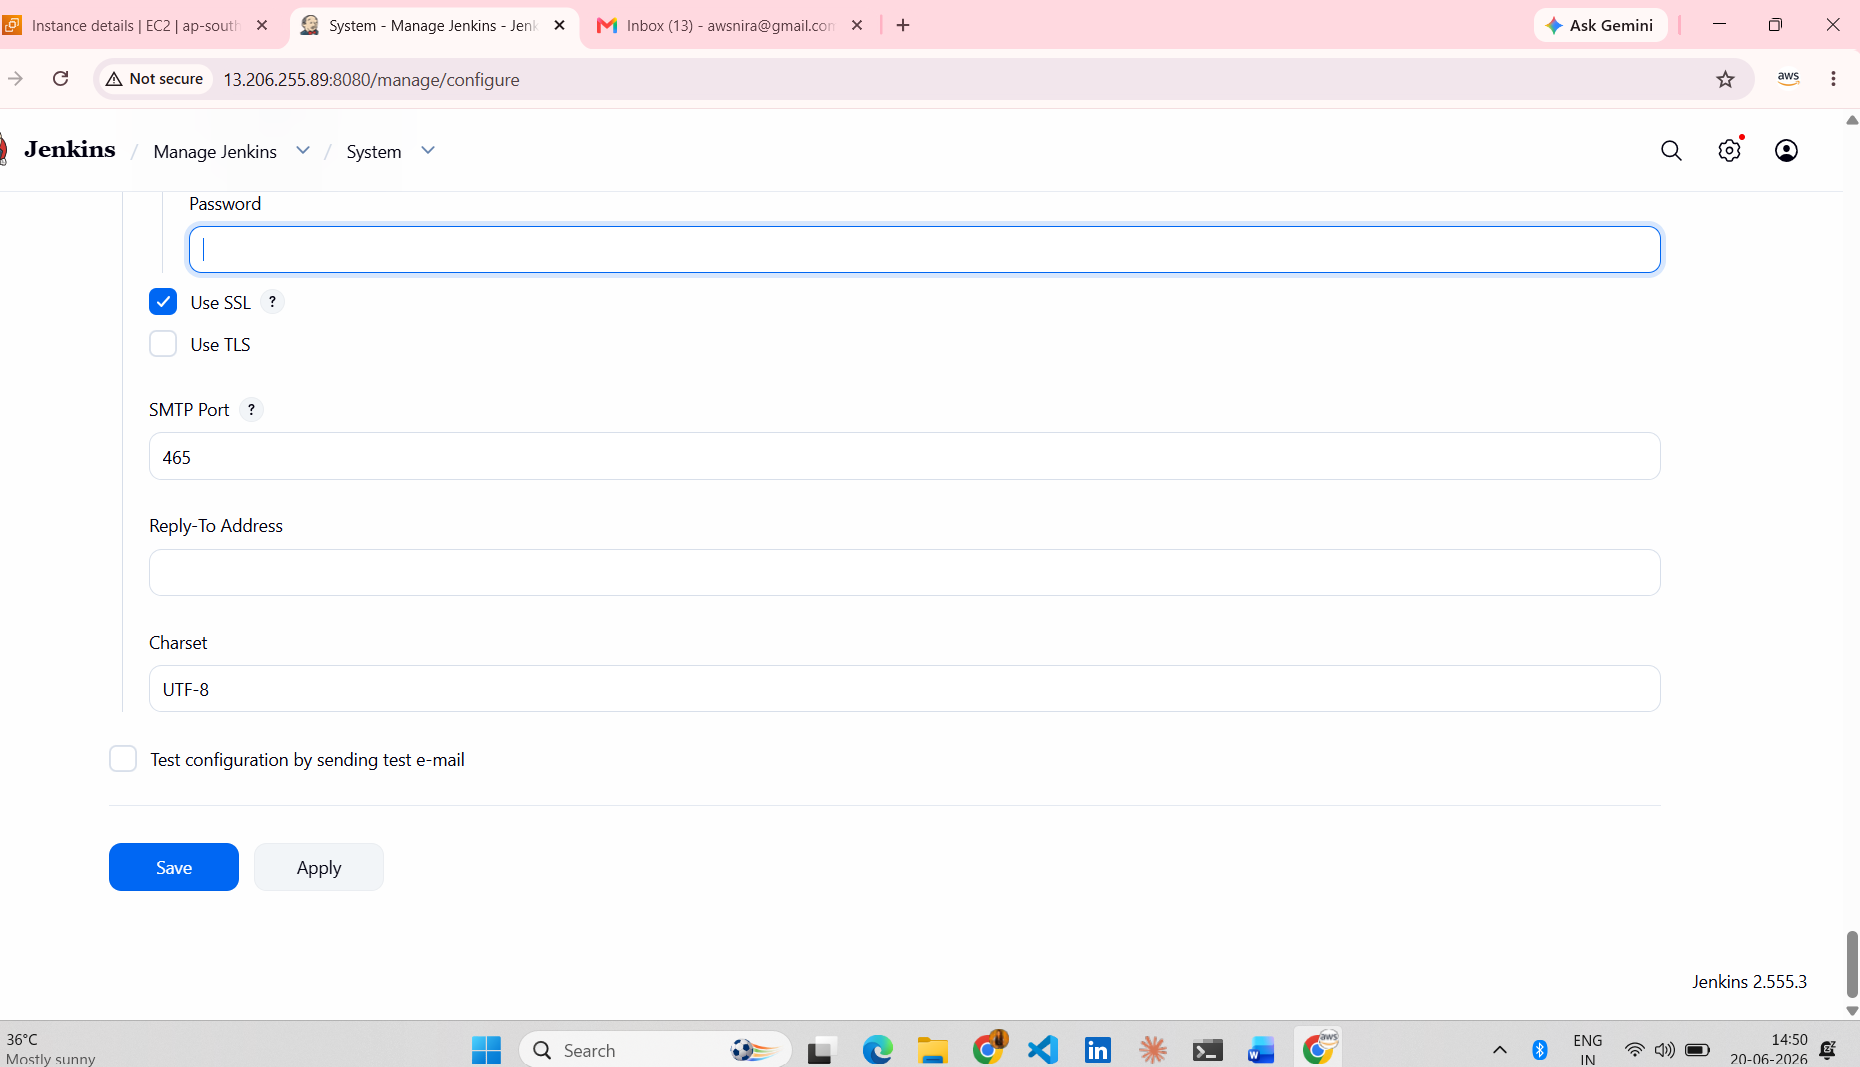 Instance details | EC2 | ap-south
System - Manage Jenkins - Jenk
Inbox (13) - awsnira@gmail.com
Ask Gemini
Not secure
13.206.255.89:8080/manage/configure
aws
Jenkins / Manage Jenkins / System
Password
Use SSL ?
Use TLS
SMTP Port ?
465
Reply-To Address
Charset
UTF-8
Test configuration by sending test e-mail
Save
Apply
Jenkins 2.555.3
36°C
Mostly sunny
Search
aws
ENG
IN
14:50
20-06-2026